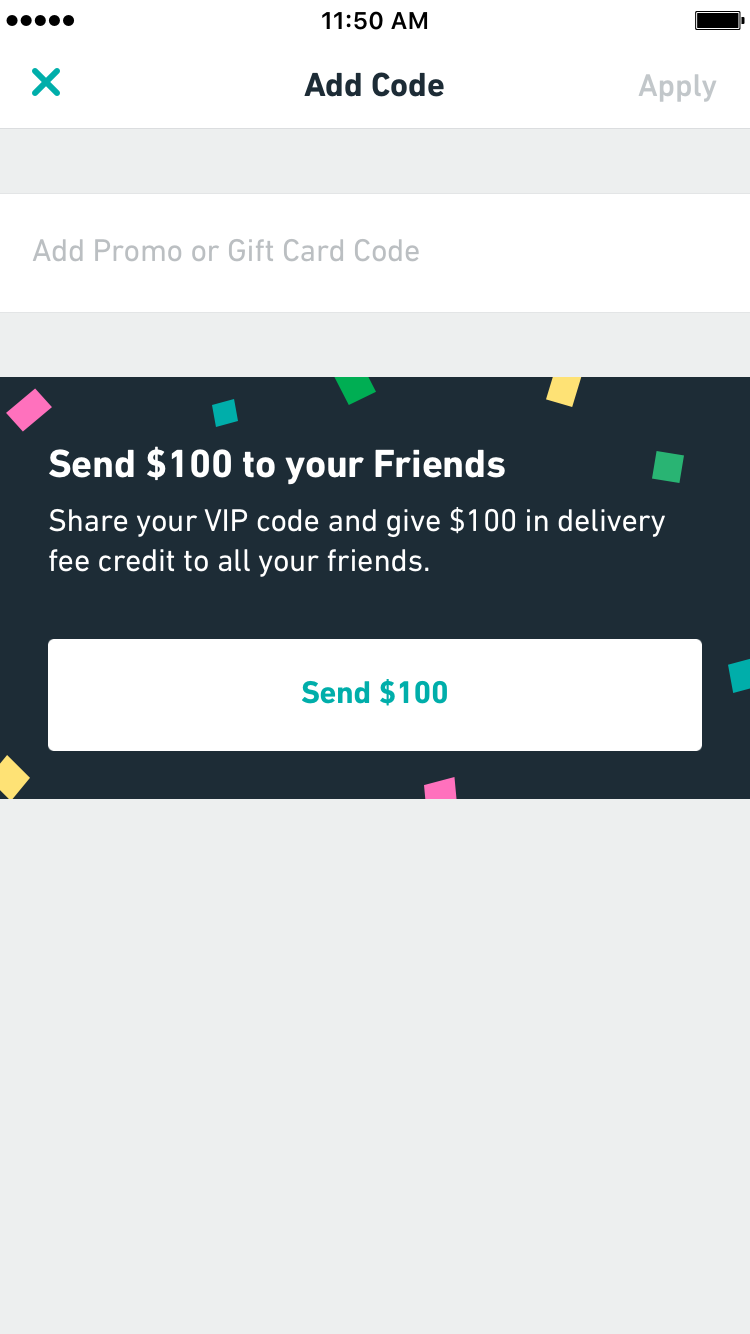 11:50 AM
Add Code
Apply
Add Promo or Gift Card Code
Send $100 to your Friends
Share your VIP code and give $100 in delivery
fee credit to all your friends.
Send $100